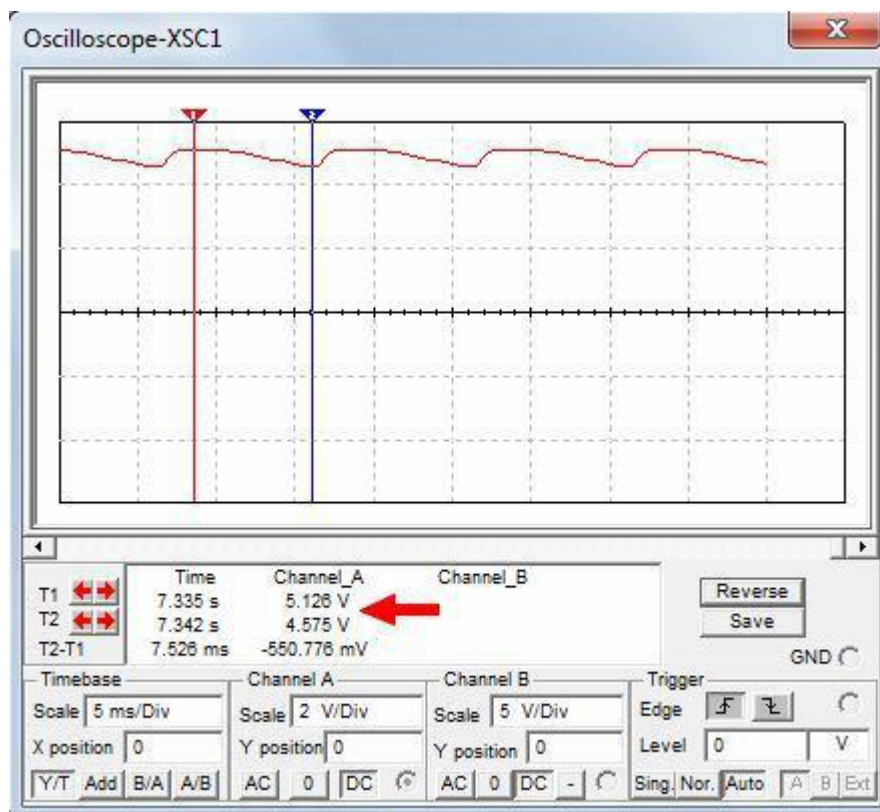 Oscilloscope-XSC1
1 2
Time Channel_A Channel_B
T1 7.335 s 5.126 V
T2 7.342 s 4.575 V
T2-T1 7.526 ms -550.776 mV
Reverse
Save
GND
Timebase Channel A Channel B Trigger
Scale 5 ms/Div Scale 2 V/Div Scale 5 V/Div Edge
X position 0 Y position 0 Y position 0 Level 0 V
Y/T Add B/A A/B AC 0 DC AC 0 DC - Sing. Nor. Auto A B Ext